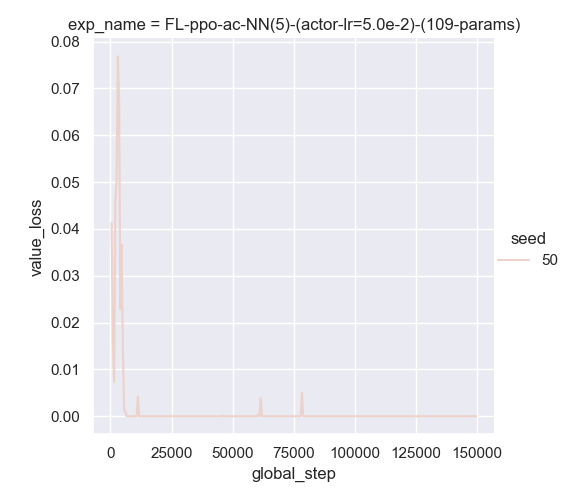 exp_name = FL-ppo-ac-NN(5)-(actor-lr=5.0e-2)-(109-params)
0.08
0.07
0.06
0.05
0.04
0.03
0.02
0.01
0.00
value_loss
0 25000 50000 75000 100000 125000 150000
global_step
seed
50